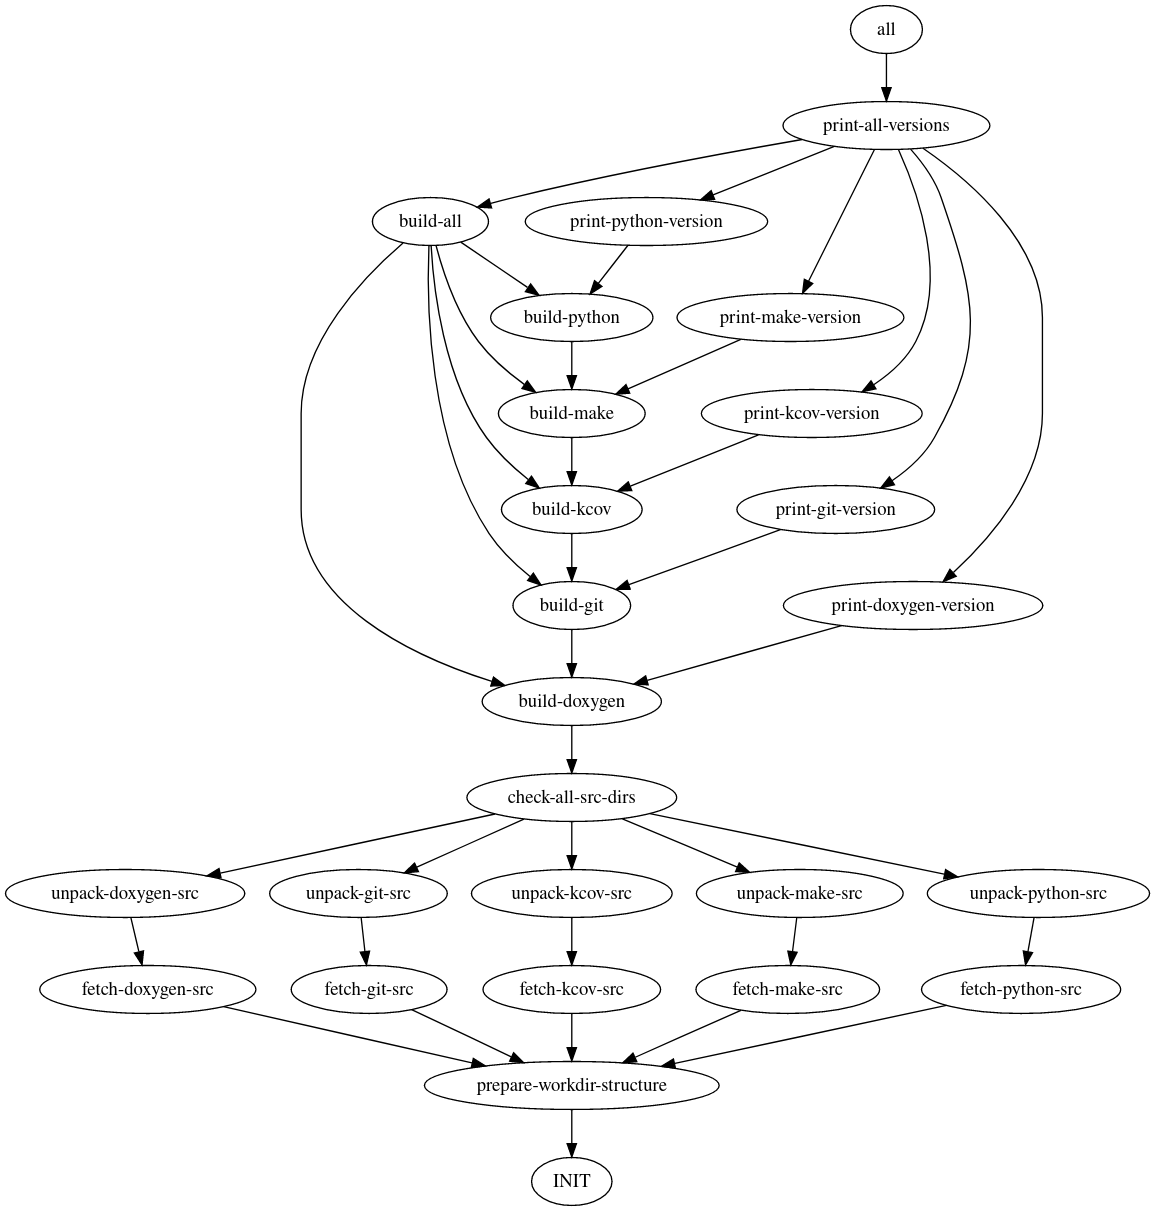 all
print-all-versions
build-all
print-python-version
build-python
print-make-version
build-make
print-kcov-version
build-kcov
print-git-version
build-git
print-doxygen-version
build-doxygen
check-all-src-dirs
unpack-doxygen-src
unpack-git-src
unpack-kcov-src
unpack-make-src
unpack-python-src
fetch-doxygen-src
fetch-git-src
fetch-kcov-src
fetch-make-src
fetch-python-src
prepare-workdir-structure
INIT